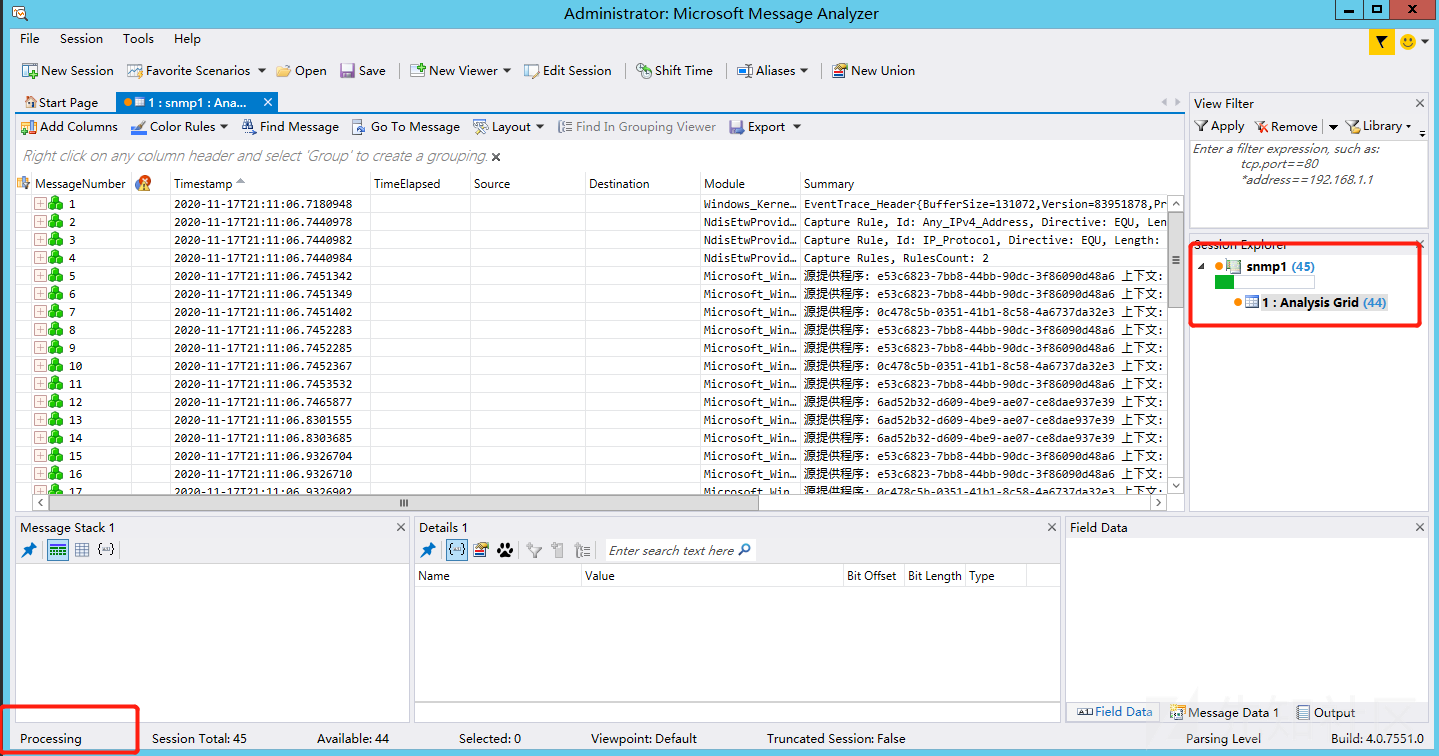 Administrator: Microsoft Message Analyzer
File Session Tools Help
New Session Favorite Scenarios Open Save New Viewer Edit Session Shift Time Aliases New Union
Start Page 1 : snmp1 : Ana...
Add Columns Color Rules Find Message Go To Message Layout Find In Grouping Viewer Export
Right click on any column header and select 'Group' to create a grouping.
MessageNumber Timestamp TimeElapsed Source Destination Module Summary
1 2020-11-17T21:11:06.7180948 Windows_Kerne... EventTrace_Header{BufferSize=131072,Version=83951878,Pr
2 2020-11-17T21:11:06.7440978 NdisEtwProvid... Capture Rule, Id: Any_IPv4_Address, Directive: EQU, Len
3 2020-11-17T21:11:06.7440982 NdisEtwProvid... Capture Rule, Id: IP_Protocol, Directive: EQU, Length:
4 2020-11-17T21:11:06.7440984 NdisEtwProvid... Capture Rules, RulesCount: 2
5 2020-11-17T21:11:06.7451342 Microsoft_Win... 源提供程序: e53c6823-7bb8-44bb-90dc-3f86090d48a6 上下文:
6 2020-11-17T21:11:06.7451349 Microsoft_Win... 源提供程序: e53c6823-7bb8-44bb-90dc-3f86090d48a6 上下文:
7 2020-11-17T21:11:06.7451402 Microsoft_Win... 源提供程序: 0c478c5b-0351-41b1-8c58-4a6737da32e3 上下文:
8 2020-11-17T21:11:06.7452283 Microsoft_Win... 源提供程序: e53c6823-7bb8-44bb-90dc-3f86090d48a6 上下文:
9 2020-11-17T21:11:06.7452285 Microsoft_Win... 源提供程序: e53c6823-7bb8-44bb-90dc-3f86090d48a6 上下文:
10 2020-11-17T21:11:06.7452367 Microsoft_Win... 源提供程序: 0c478c5b-0351-41b1-8c58-4a6737da32e3 上下文:
11 2020-11-17T21:11:06.7453532 Microsoft_Win... 源提供程序: e53c6823-7bb8-44bb-90dc-3f86090d48a6 上下文:
12 2020-11-17T21:11:06.7465877 Microsoft_Win... 源提供程序: 6ad52b32-d609-4be9-ae07-ce8dae937e39 上下文:
13 2020-11-17T21:11:06.8301555 Microsoft_Win... 源提供程序: 6ad52b32-d609-4be9-ae07-ce8dae937e39 上下文:
14 2020-11-17T21:11:06.8303685 Microsoft_Win... 源提供程序: 6ad52b32-d609-4be9-ae07-ce8dae937e39 上下文:
15 2020-11-17T21:11:06.9326704 Microsoft_Win... 源提供程序: e53c6823-7bb8-44bb-90dc-3f86090d48a6 上下文:
16 2020-11-17T21:11:06.9326710 Microsoft_Win... 源提供程序: e53c6823-7bb8-44bb-90dc-3f86090d48a6 上下文:
17 2020-11-17T21:11:06.9326902 Microsoft_Win... 源提供程序: 0c478c5b-0351-41b1-8c58-4a6737da32e3 上下文:
View Filter
Apply Remove Library
Enter a filter expression, such as:
tcp.port==80
*address==192.168.1.1
Session Explorer
snmp1 (45)
1 : Analysis Grid (44)
Message Stack 1
Details 1
Enter search text here
Name Value Bit Offset Bit Length Type
Field Data
Field Data Message Data 1 Output
Processing Session Total: 45 Available: 44 Selected: 0 Viewpoint: Default Truncated Session: False Parsing Level Build: 4.0.7551.0